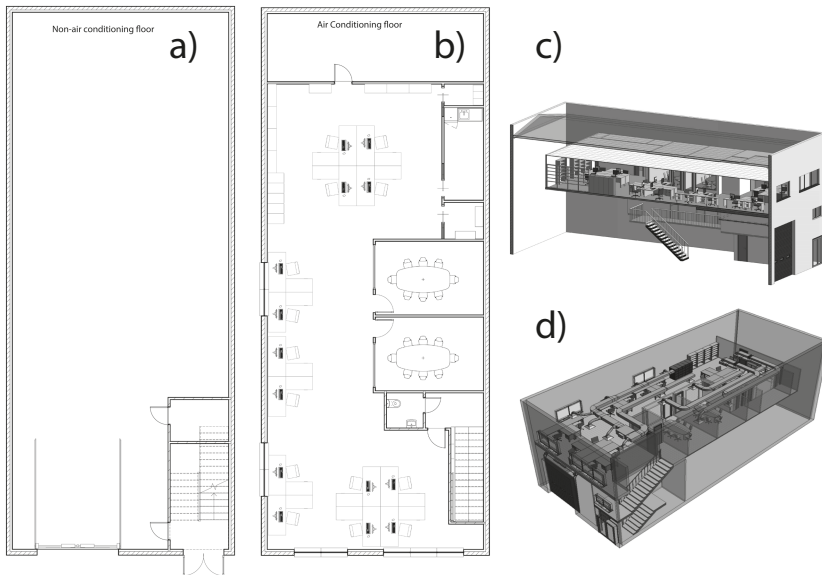 Non-air conditioning floor
a)
Air Conditioning floor
b)
c)
d)